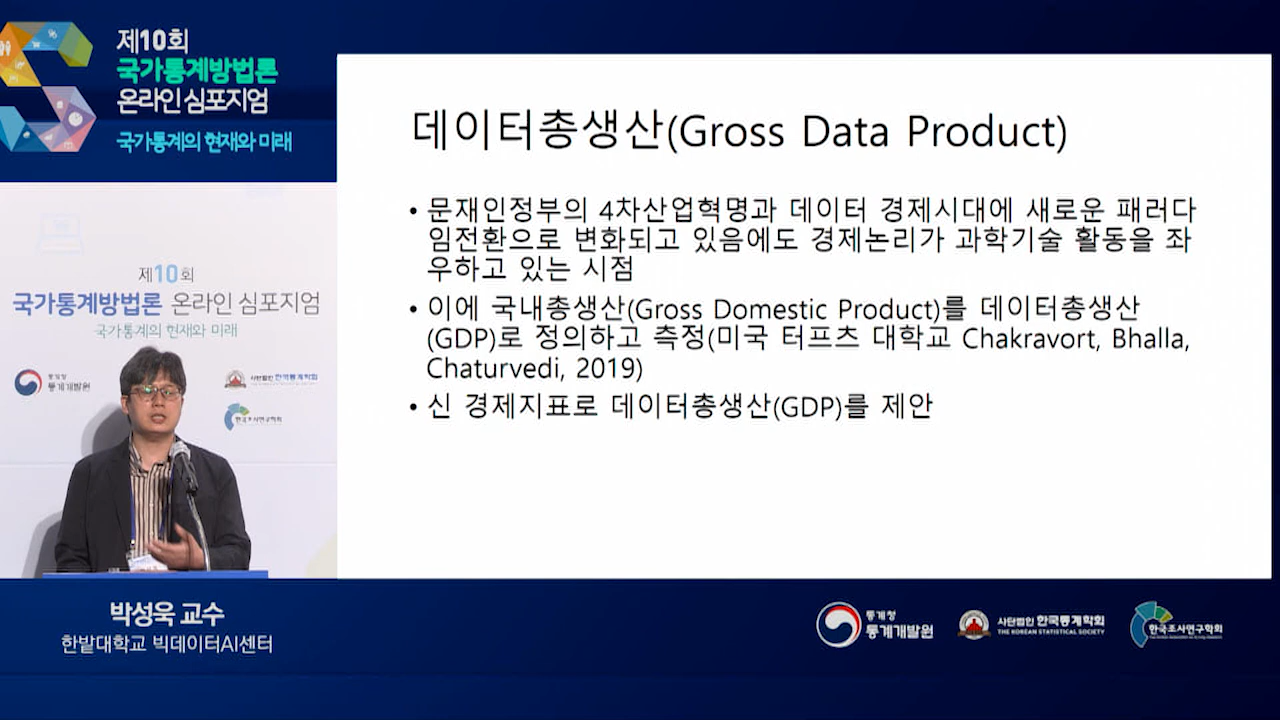 제10회
국가통계방법론
온라인 심포지엄
국가통계의 현재와 미래
데이터총생산(Gross Data Product)
• 문재인정부의 4차산업혁명과 데이터 경제시대에 새로운 패러다
임전환으로 변화되고 있음에도 경제논리가 과학기술 활동을 좌
우하고 있는 시점
• 이에 국내총생산(Gross Domestic Product)를 데이터총생산
(GDP)로 정의하고 측정(미국 터프츠 대학교 Chakravort, Bhalla,
Chaturvedi, 2019)
• 신 경제지표로 데이터총생산(GDP)를 제안
제10회
국가통계방법론 온라인 심포지엄
국가통계의 현재와 미래
통계청
통계개발원
사단법인 한국통계학회
한국조사연구학회
박성욱 교수
한밭대학교 빅데이터AI센터
통계청
통계개발원
사단법인 한국통계학회
THE KOREAN STATISTICAL SOCIETY
한국조사연구학회